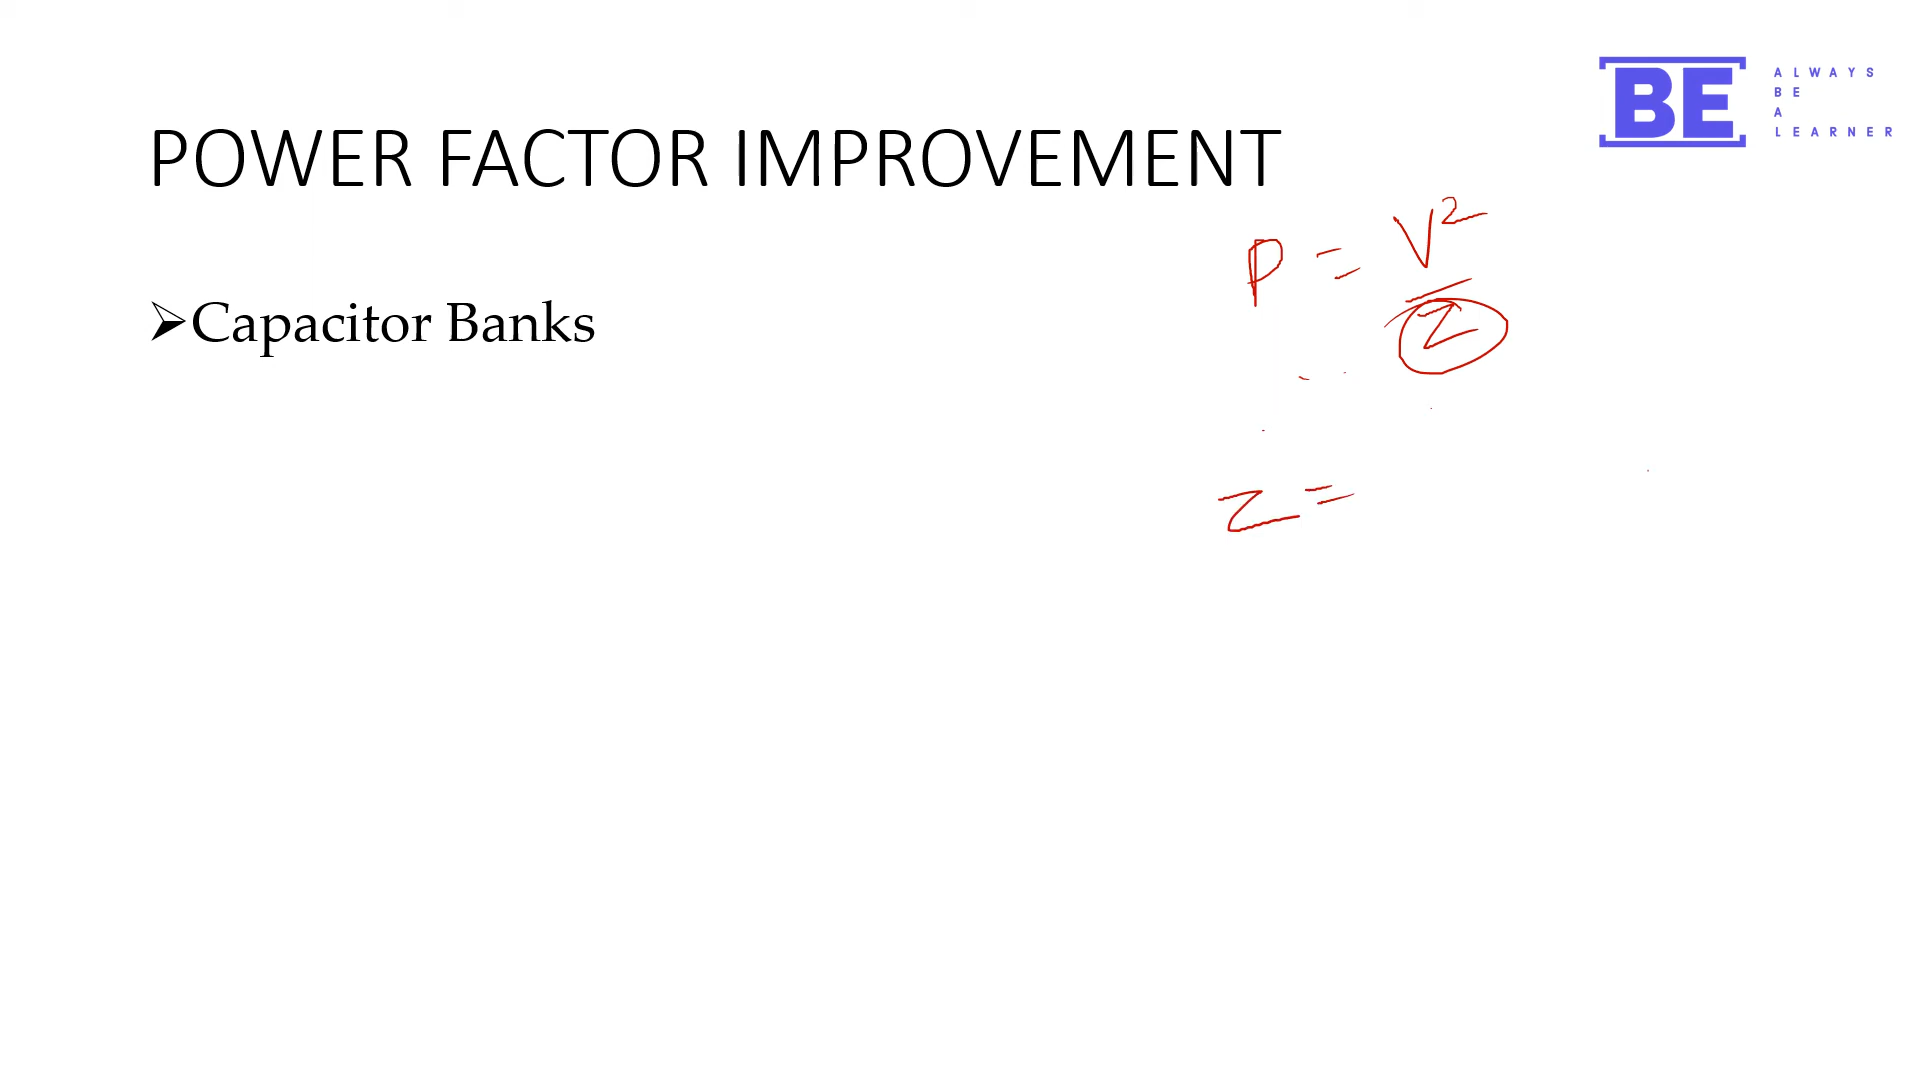 BE
ALWAYS
BE
A
LEARNER
POWER FACTOR IMPROVEMENT
➢Capacitor Banks
P = V²/Z
Z =